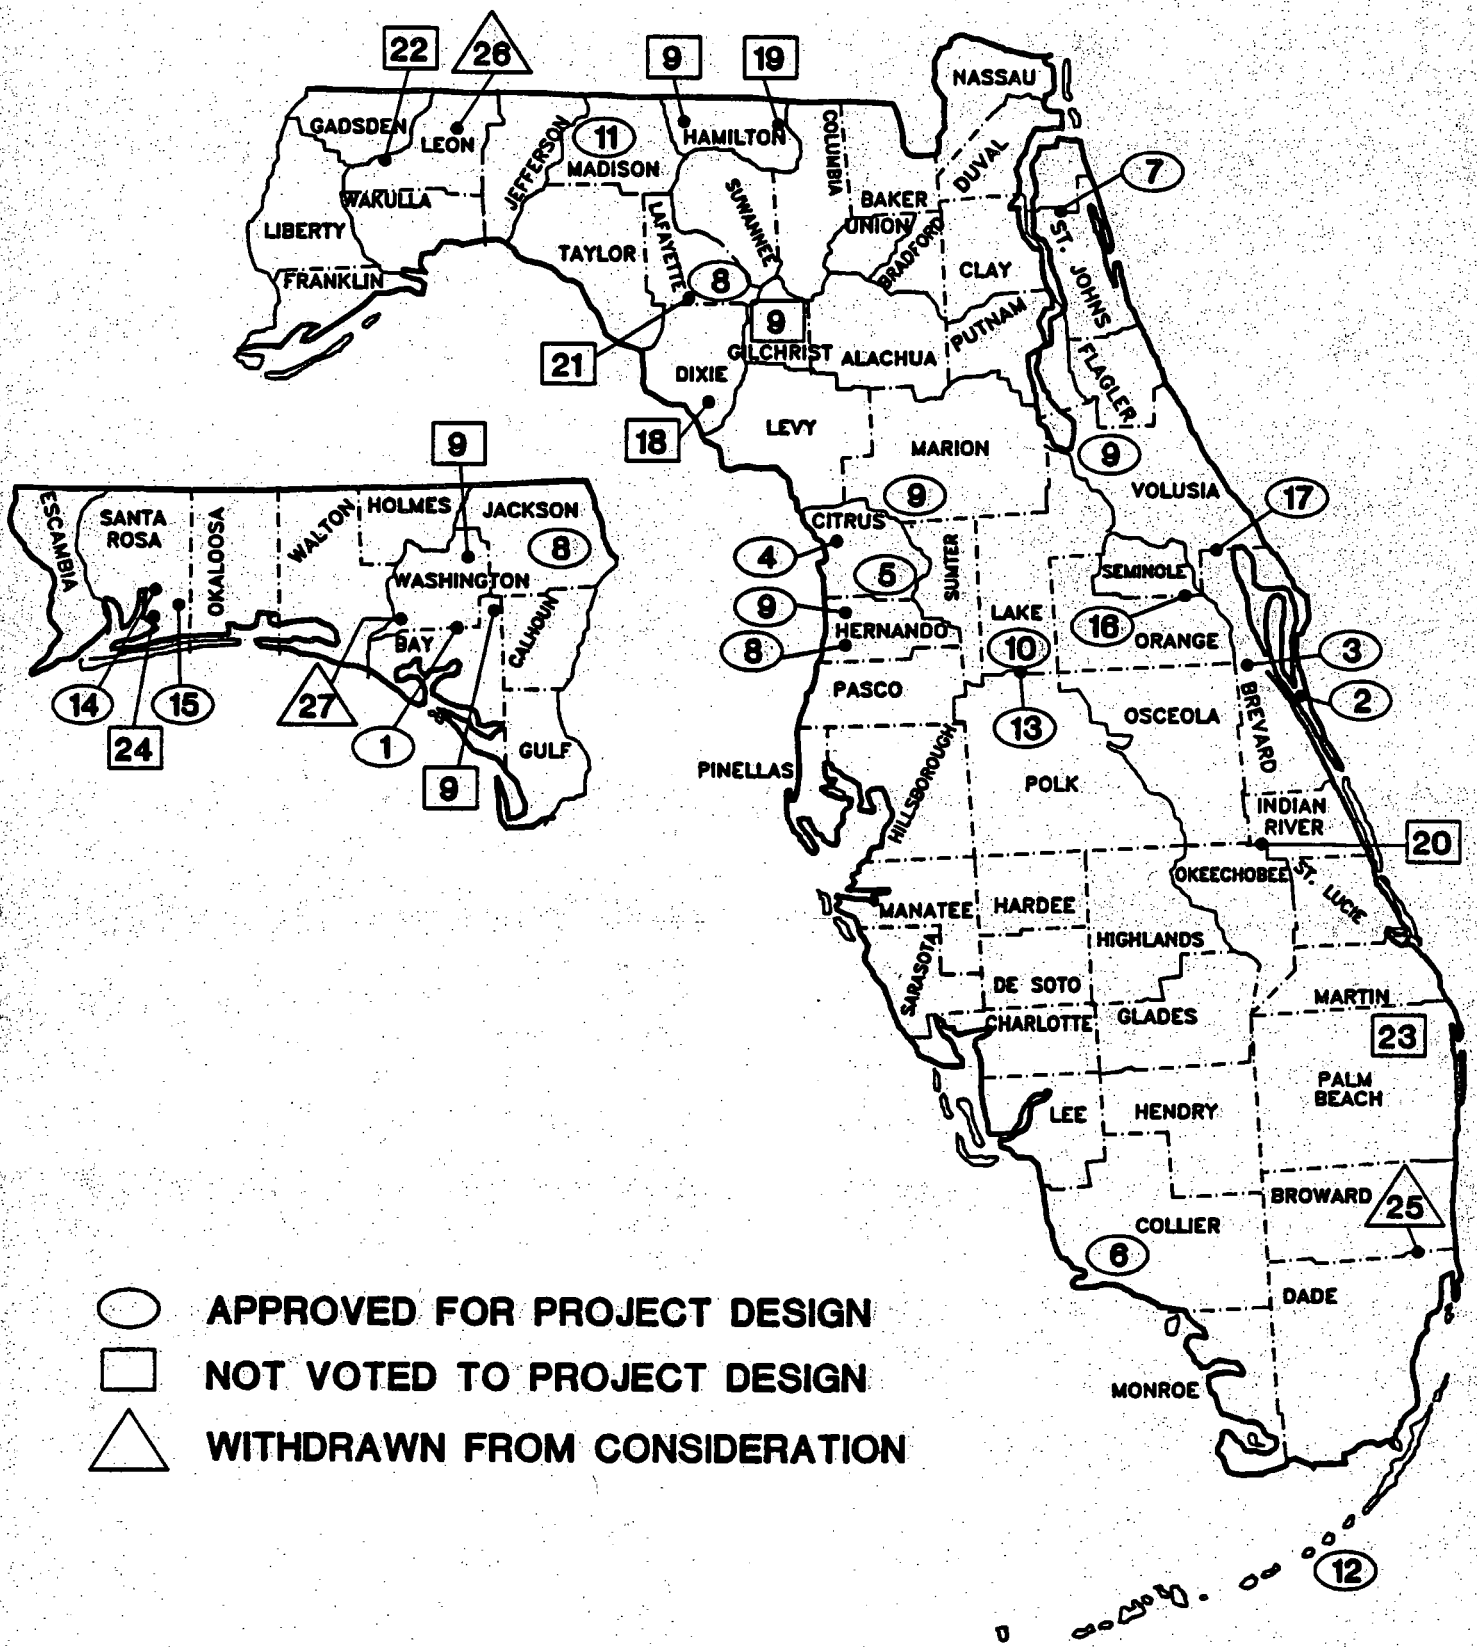 22
26
9
19
NASSAU
GADSDEN
LEON
JEFFERSON
11
MADISON
HAMILTON
COLUMBIA
DUVAL
7
WAKULLA
LIBERTY
FRANKLIN
TAYLOR
LAFAYETTE
SUWANNEE
BAKER
UNION
BRADFORD
CLAY
ST. JOHNS
8
9
21
GILCHRIST
ALACHUA
PUTNAM
FLAGLER
DIXIE
18
LEVY
MARION
9
9
VOLUSIA
17
9
ESCAMBIA
SANTA
ROSA
OKALOOSA
WALTON
HOLMES
JACKSON
8
WASHINGTON
BAY
CALHOUN
GULF
14
24
15
27
1
9
CITRUS
4
5
SUMTER
9
HERNANDO
8
PASCO
LAKE
10
13
SEMINOLE
16
ORANGE
3
2
BREVARD
OSCEOLA
PINELLAS
HILLSBOROUGH
POLK
INDIAN
RIVER
20
OKEECHOBEE
ST. LUCIE
MANATEE
HARDEE
HIGHLANDS
SARASOTA
DE SOTO
CHARLOTTE
GLADES
MARTIN
23
PALM
BEACH
LEE
HENDRY
BROWARD
25
COLLIER
6
DADE
MONROE
12
APPROVED FOR PROJECT DESIGN
NOT VOTED TO PROJECT DESIGN
WITHDRAWN FROM CONSIDERATION